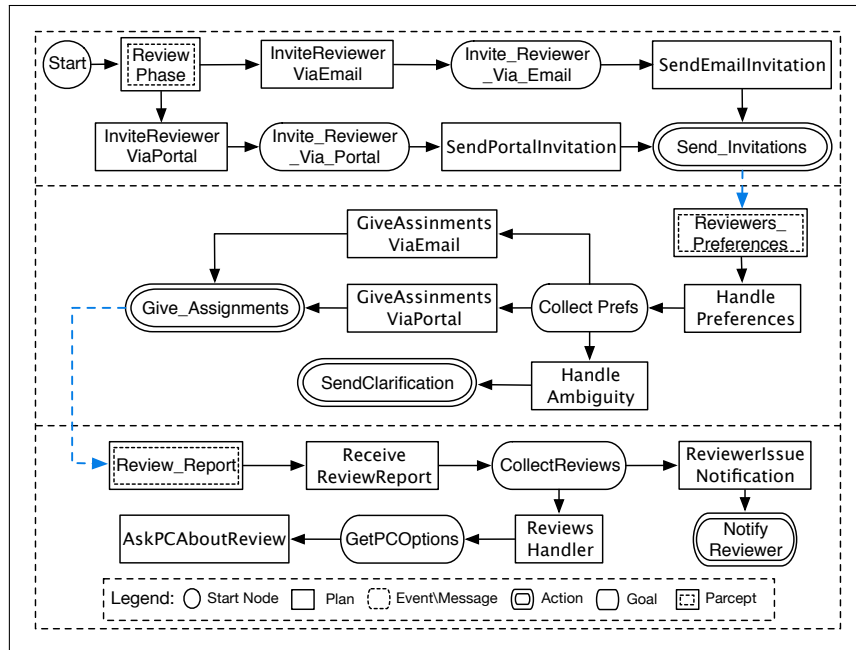 Start
Review
Phase
InviteReviewer
ViaEmail
Invite_Reviewer
_Via_Email
SendEmailInvitation
InviteReviewer
ViaPortal
Invite_Reviewer
_Via_Portal
SendPortalInvitation
Send_Invitations
GiveAssinments
ViaEmail
Reviewers_
Preferences
Give_Assignments
GiveAssinments
ViaPortal
Collect Prefs
Handle
Preferences
SendClarification
Handle
Ambiguity
Review_Report
Receive
ReviewReport
CollectReviews
ReviewerIssue
Notification
AskPCAboutReview
GetPCOptions
Reviews
Handler
Notify
Reviewer
Legend: Start Node Plan Event\Message Action Goal Parcept